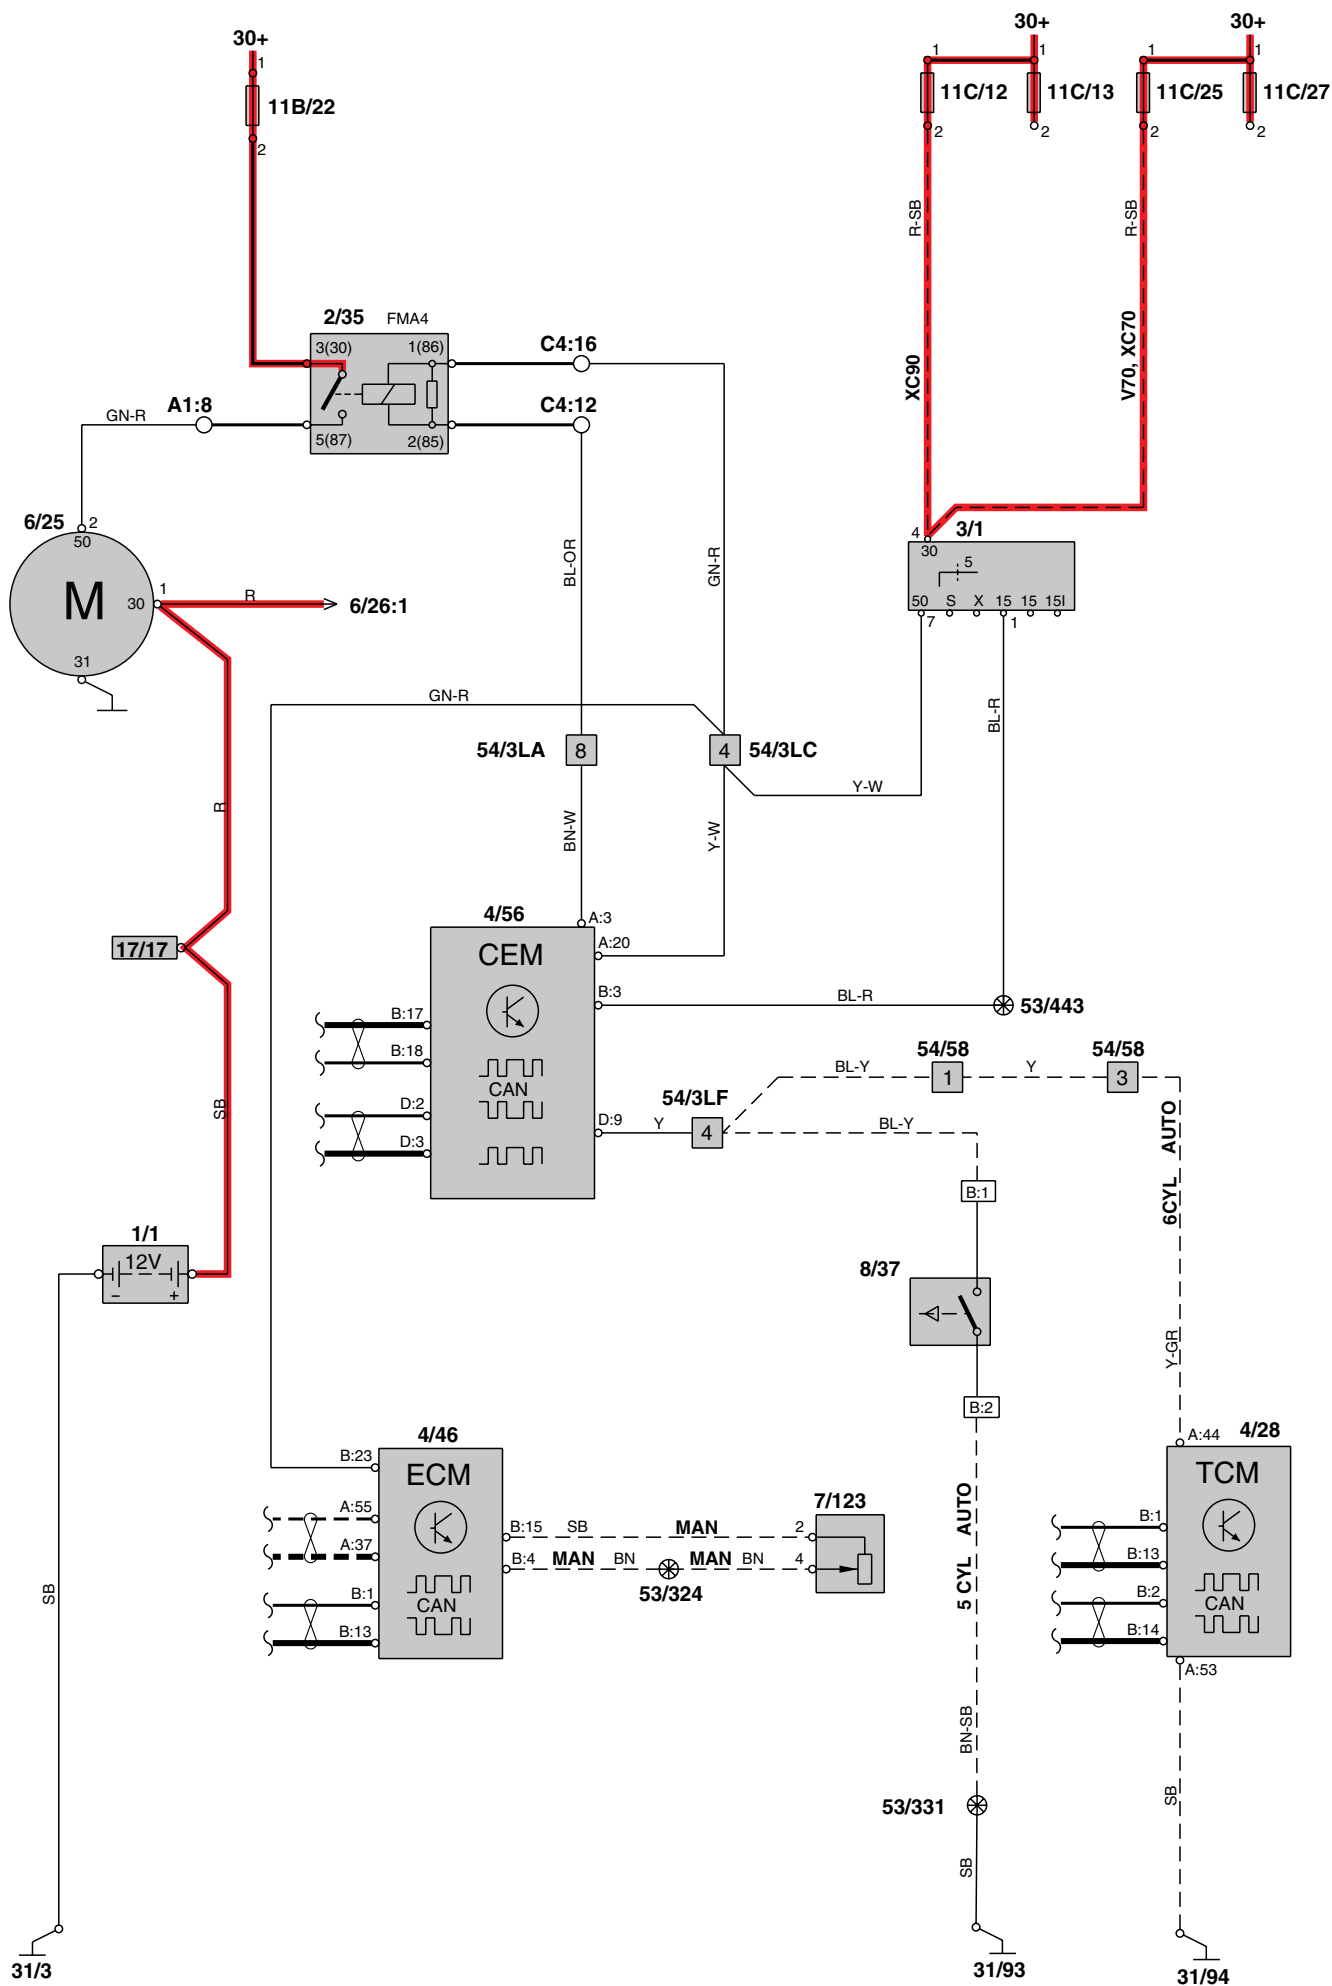 30+
30+
30+
1
1
1
1
1
11B/22
11C/12
11C/13
11C/25
11C/27
2
2
2
2
2
R-SB
R-SB
XC90
V70, XC70
2/35
FMA4
3(30)
1(86)
5(87)
2(85)
C4:16
C4:12
A1:8
GN-R
6/25
2
50
M
30
1
R
6/26:1
31
BL-OR
GN-R
4
3/1
30
5
50
S
X
15
15
15I
7
1
GN-R
BL-R
54/3LA
8
4
54/3LC
Y-W
R
BN-W
Y-W
17/17
4/56
A:3
CEM
A:20
B:3
BL-R
53/443
B:17
B:18
CAN
D:2
D:3
D:9
Y
54/3LF
4
BL-Y
54/58
1
Y
54/58
3
BL-Y
SB
B:1
6CYL AUTO
1/1
12V
–
+
8/37
Y-GR
B:2
4/46
B:23
ECM
A:44
4/28
TCM
A:55
A:37
B:15
SB
MAN
2
7/123
B:4
MAN
BN
MAN
BN
4
53/324
B:1
CAN
B:13
5 CYL AUTO
B:1
B:13
B:2
CAN
B:14
A:53
SB
BN-SB
53/331
SB
SB
31/3
31/93
31/94